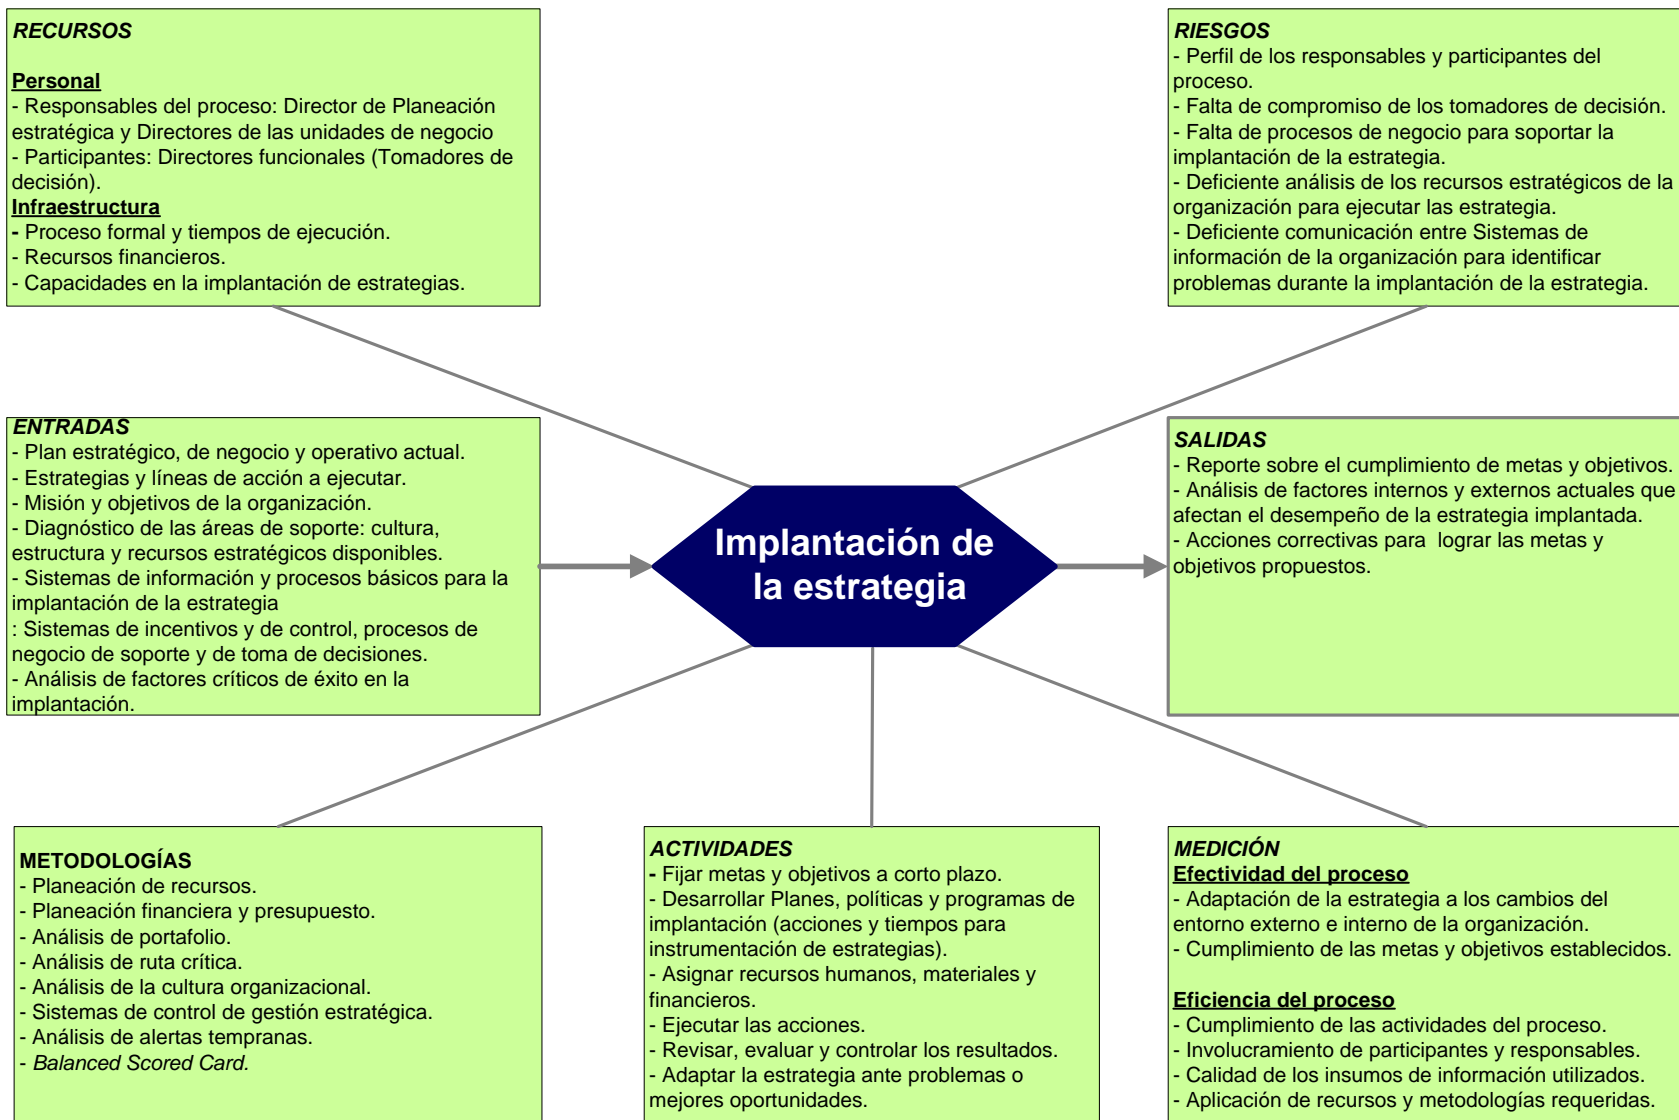 RECURSOS
Personal
- Responsables del proceso: Director de Planeación
estratégica y Directores de las unidades de negocio
- Participantes: Directores funcionales (Tomadores de
decisión).
Infraestructura
- Proceso formal y tiempos de ejecución.
- Recursos financieros.
- Capacidades en la implantación de estrategias.
RIESGOS
- Perfil de los responsables y participantes del
proceso.
- Falta de compromiso de los tomadores de decisión.
- Falta de procesos de negocio para soportar la
implantación de la estrategia.
- Deficiente análisis de los recursos estratégicos de la
organización para ejecutar las estrategia.
- Deficiente comunicación entre Sistemas de
información de la organización para identificar
problemas durante la implantación de la estrategia.
ENTRADAS
- Plan estratégico, de negocio y operativo actual.
- Estrategias y líneas de acción a ejecutar.
- Misión y objetivos de la organización.
- Diagnóstico de las áreas de soporte: cultura,
estructura y recursos estratégicos disponibles.
- Sistemas de información y procesos básicos para la
implantación de la estrategia
: Sistemas de incentivos y de control, procesos de
negocio de soporte y de toma de decisiones.
- Análisis de factores críticos de éxito en la
implantación.
Implantación de
la estrategia
SALIDAS
- Reporte sobre el cumplimiento de metas y objetivos.
- Análisis de factores internos y externos actuales que
afectan el desempeño de la estrategia implantada.
- Acciones correctivas para  lograr las metas y
objetivos propuestos.
METODOLOGÍAS
- Planeación de recursos.
- Planeación financiera y presupuesto.
- Análisis de portafolio.
- Análisis de ruta crítica.
- Análisis de la cultura organizacional.
- Sistemas de control de gestión estratégica.
- Análisis de alertas tempranas.
- Balanced Scored Card.
ACTIVIDADES
- Fijar metas y objetivos a corto plazo.
- Desarrollar Planes, políticas y programas de
implantación (acciones y tiempos para
instrumentación de estrategias).
- Asignar recursos humanos, materiales y
financieros.
- Ejecutar las acciones.
- Revisar, evaluar y controlar los resultados.
- Adaptar la estrategia ante problemas o
mejores oportunidades.
MEDICIÓN
Efectividad del proceso
- Adaptación de la estrategia a los cambios del
entorno externo e interno de la organización.
- Cumplimiento de las metas y objetivos establecidos.
Eficiencia del proceso
- Cumplimiento de las actividades del proceso.
- Involucramiento de participantes y responsables.
- Calidad de los insumos de información utilizados.
- Aplicación de recursos y metodologías requeridas.